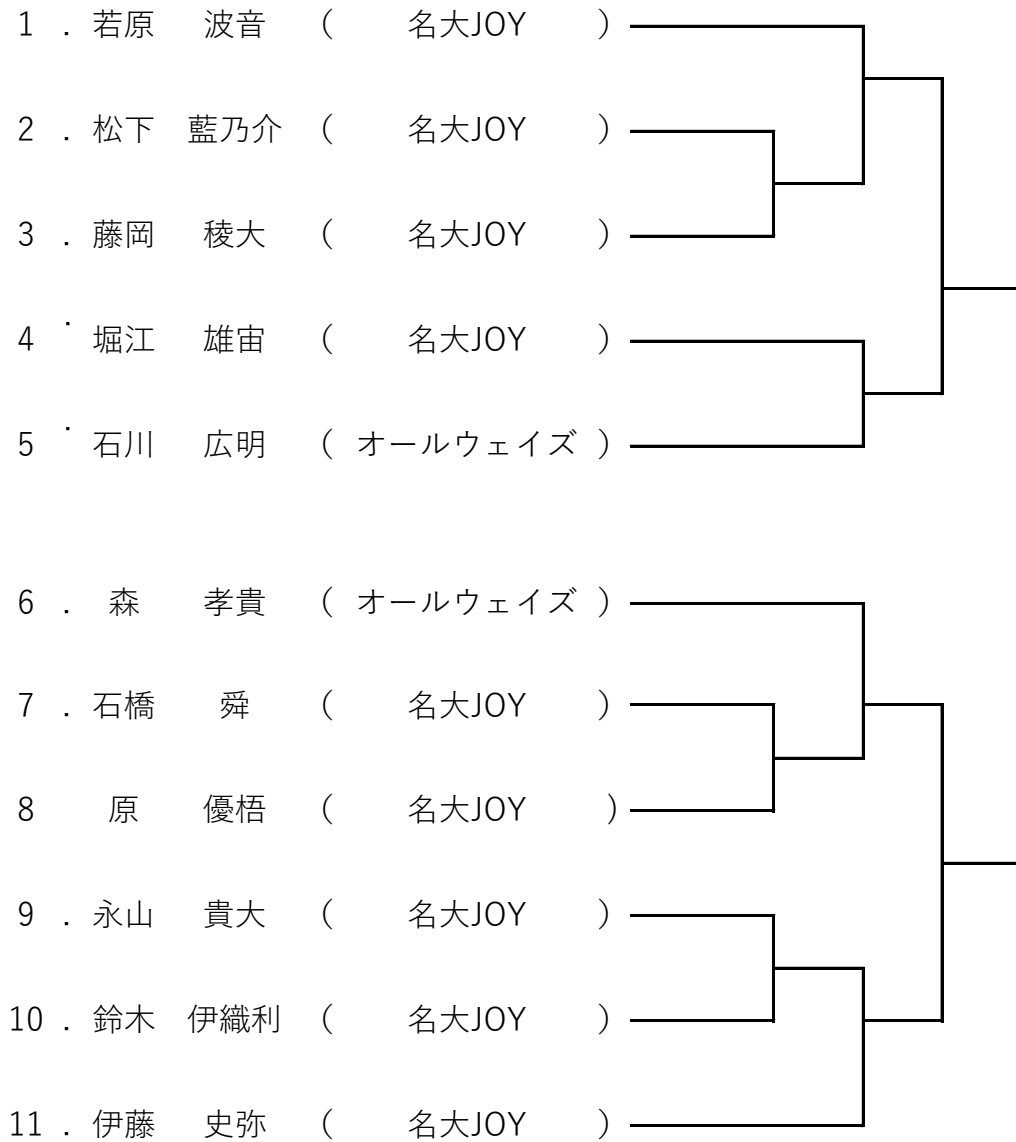 1 . 若原 波音 ( 名大JOY )
2 . 松下 藍乃介 ( 名大JOY )
3 . 藤岡 稜大 ( 名大JOY )
4 . 堀江 雄宙 ( 名大JOY )
5 . 石川 広明 ( オールウェイズ )
6 . 森 孝貴 ( オールウェイズ )
7 . 石橋 舜 ( 名大JOY )
8 原 優梧 ( 名大JOY )
9 . 永山 貴大 ( 名大JOY )
10 . 鈴木 伊織利 ( 名大JOY )
11 . 伊藤 史弥 ( 名大JOY )